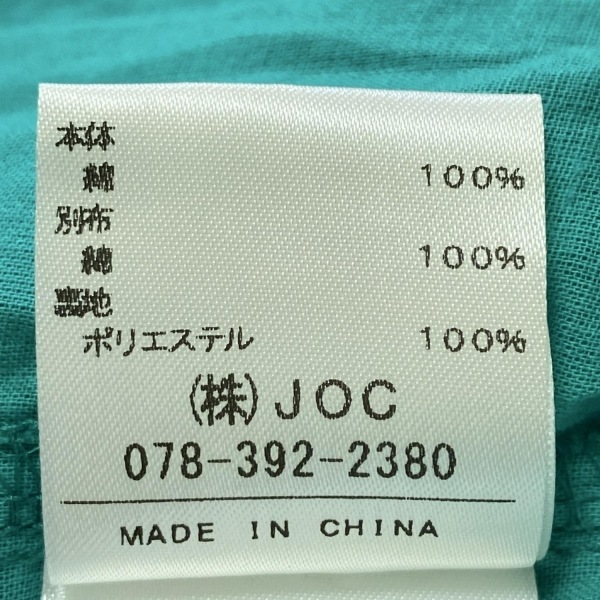 本体
綿 100%
別布
綿 100%
裏地
ポリエステル 100%
(株)JOC
078-392-2380
MADE IN CHINA